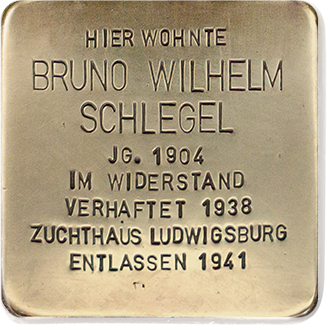 HIER WOHNTE
BRUNO WILHELM
SCHLEGEL
JG. 1904
IM WIDERSTAND
VERHAFTET 1938
ZUCHTHAUS LUDWIGSBURG
ENTLASSEN 1941